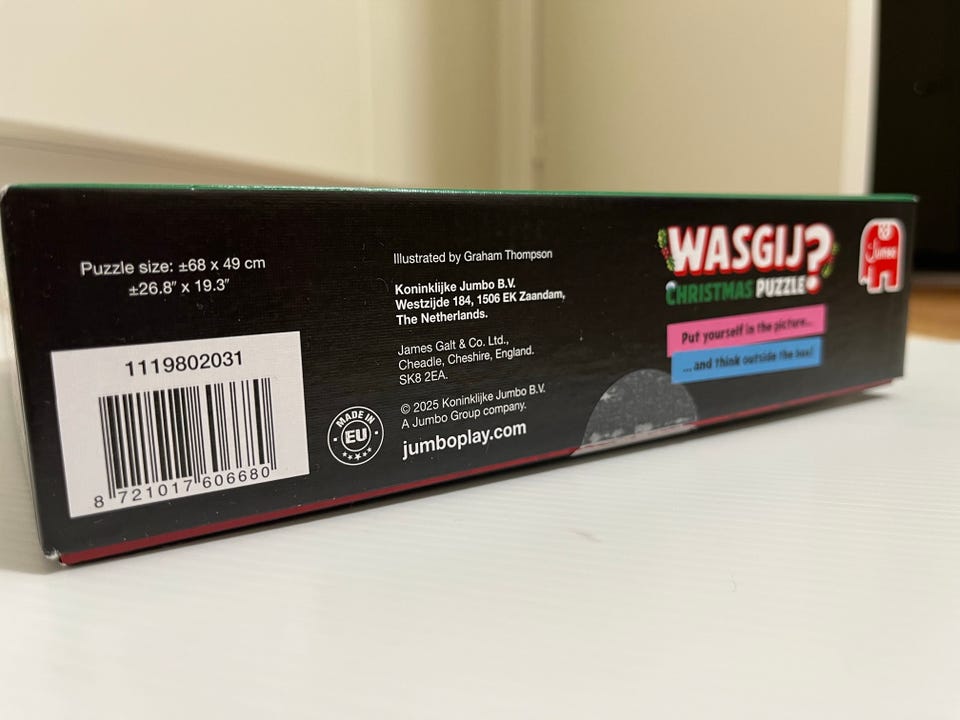 Puzzle size: ±68 x 49 cm
±26.8" x 19.3"
1119802031
8 721017 606680
Illustrated by Graham Thompson
Koninklijke Jumbo B.V.
Westzijde 184, 1506 EK Zaandam,
The Netherlands.
James Galt & Co. Ltd.,
Cheadle, Cheshire, England.
SK8 2EA.
© 2025 Koninklijke Jumbo B.V.
A Jumbo Group company.
jumboplay.com
MADE IN
EU
WASGIJ?
CHRISTMAS PUZZLE
Put yourself in the picture...
...and think outside the box!
Jumbo